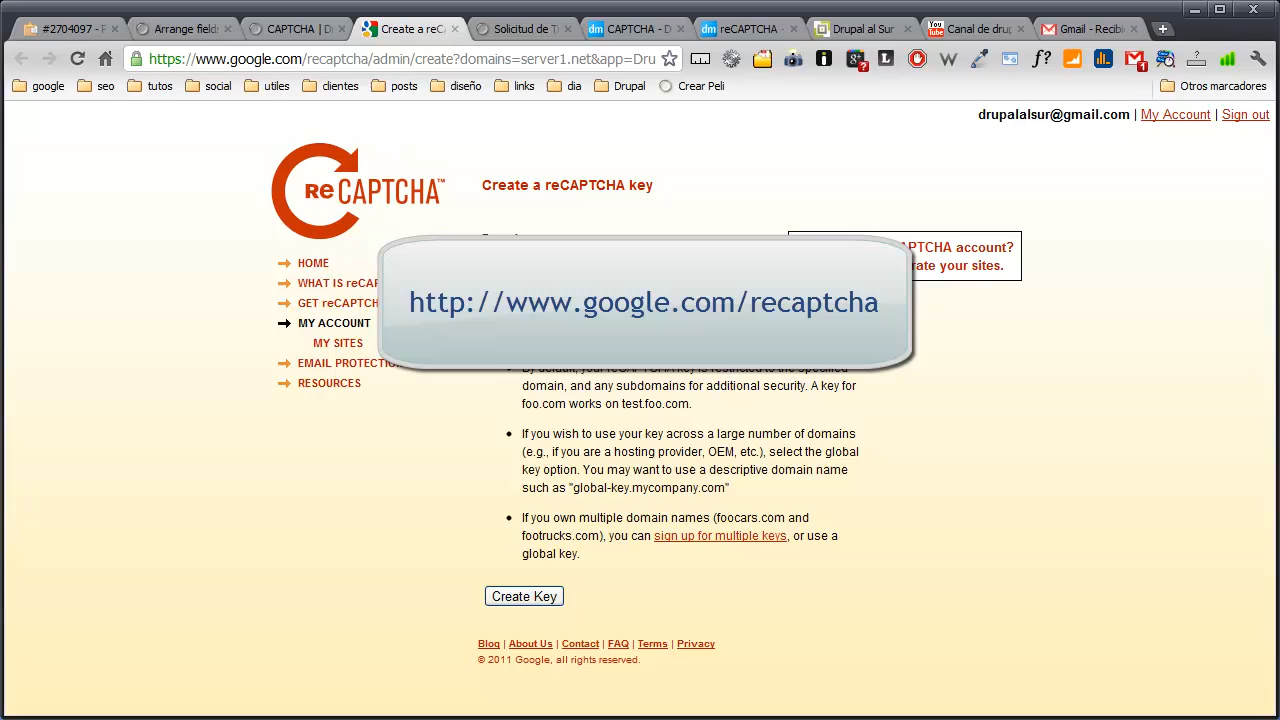 #2704097 - F
Arrange fields
CAPTCHA | D
Create a reCA
Solicitud de T
CAPTCHA - D
reCAPTCHA -
Drupal al Sur
Canal de drup
Gmail - Recibi
https://www.google.com/recaptcha/admin/create?domains=server1.net&app=Dru
google seo tutos social utiles clientes posts diseño links dia Drupal Crear Peli Otros marcadores
drupalalsur@gmail.com | My Account | Sign out
reCAPTCHA™
Create a reCAPTCHA key
APTCHA account?
rate your sites.
HOME
WHAT IS reCAP
GET reCAPTCH
MY ACCOUNT
MY SITES
EMAIL PROTECTION
RESOURCES
http://www.google.com/recaptcha
By default, your reCAPTCHA key is restricted to the specified
domain, and any subdomains for additional security. A key for
foo.com works on test.foo.com.
If you wish to use your key across a large number of domains
(e.g., if you are a hosting provider, OEM, etc.), select the global
key option. You may want to use a descriptive domain name
such as "global-key.mycompany.com"
If you own multiple domain names (foocars.com and
footrucks.com), you can sign up for multiple keys, or use a
global key.
Create Key
Blog | About Us | Contact | FAQ | Terms | Privacy
© 2011 Google, all rights reserved.